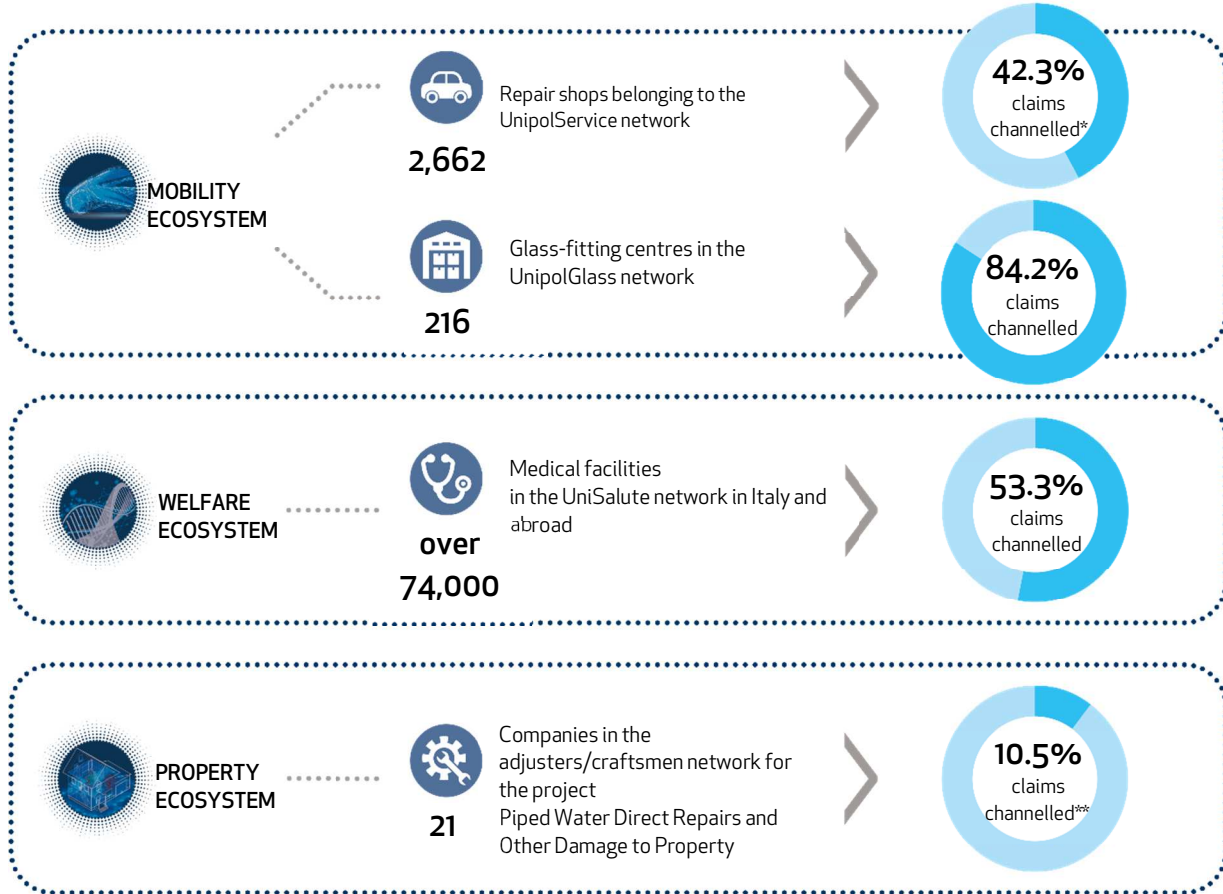 MOBILITY
ECOSYSTEM
2,662
Repair shops belonging to the
UnipolService network
42.3%
claims
channelled*
216
Glass-fitting centres in the
UnipolGlass network
84.2%
claims
channelled
WELFARE
ECOSYSTEM
over
74,000
Medical facilities
in the UniSalute network in Italy and
abroad
53.3%
claims
channelled
PROPERTY
ECOSYSTEM
21
Companies in the
adjusters/craftsmen network for
the project
Piped Water Direct Repairs and
Other Damage to Property
10.5%
claims
channelled**